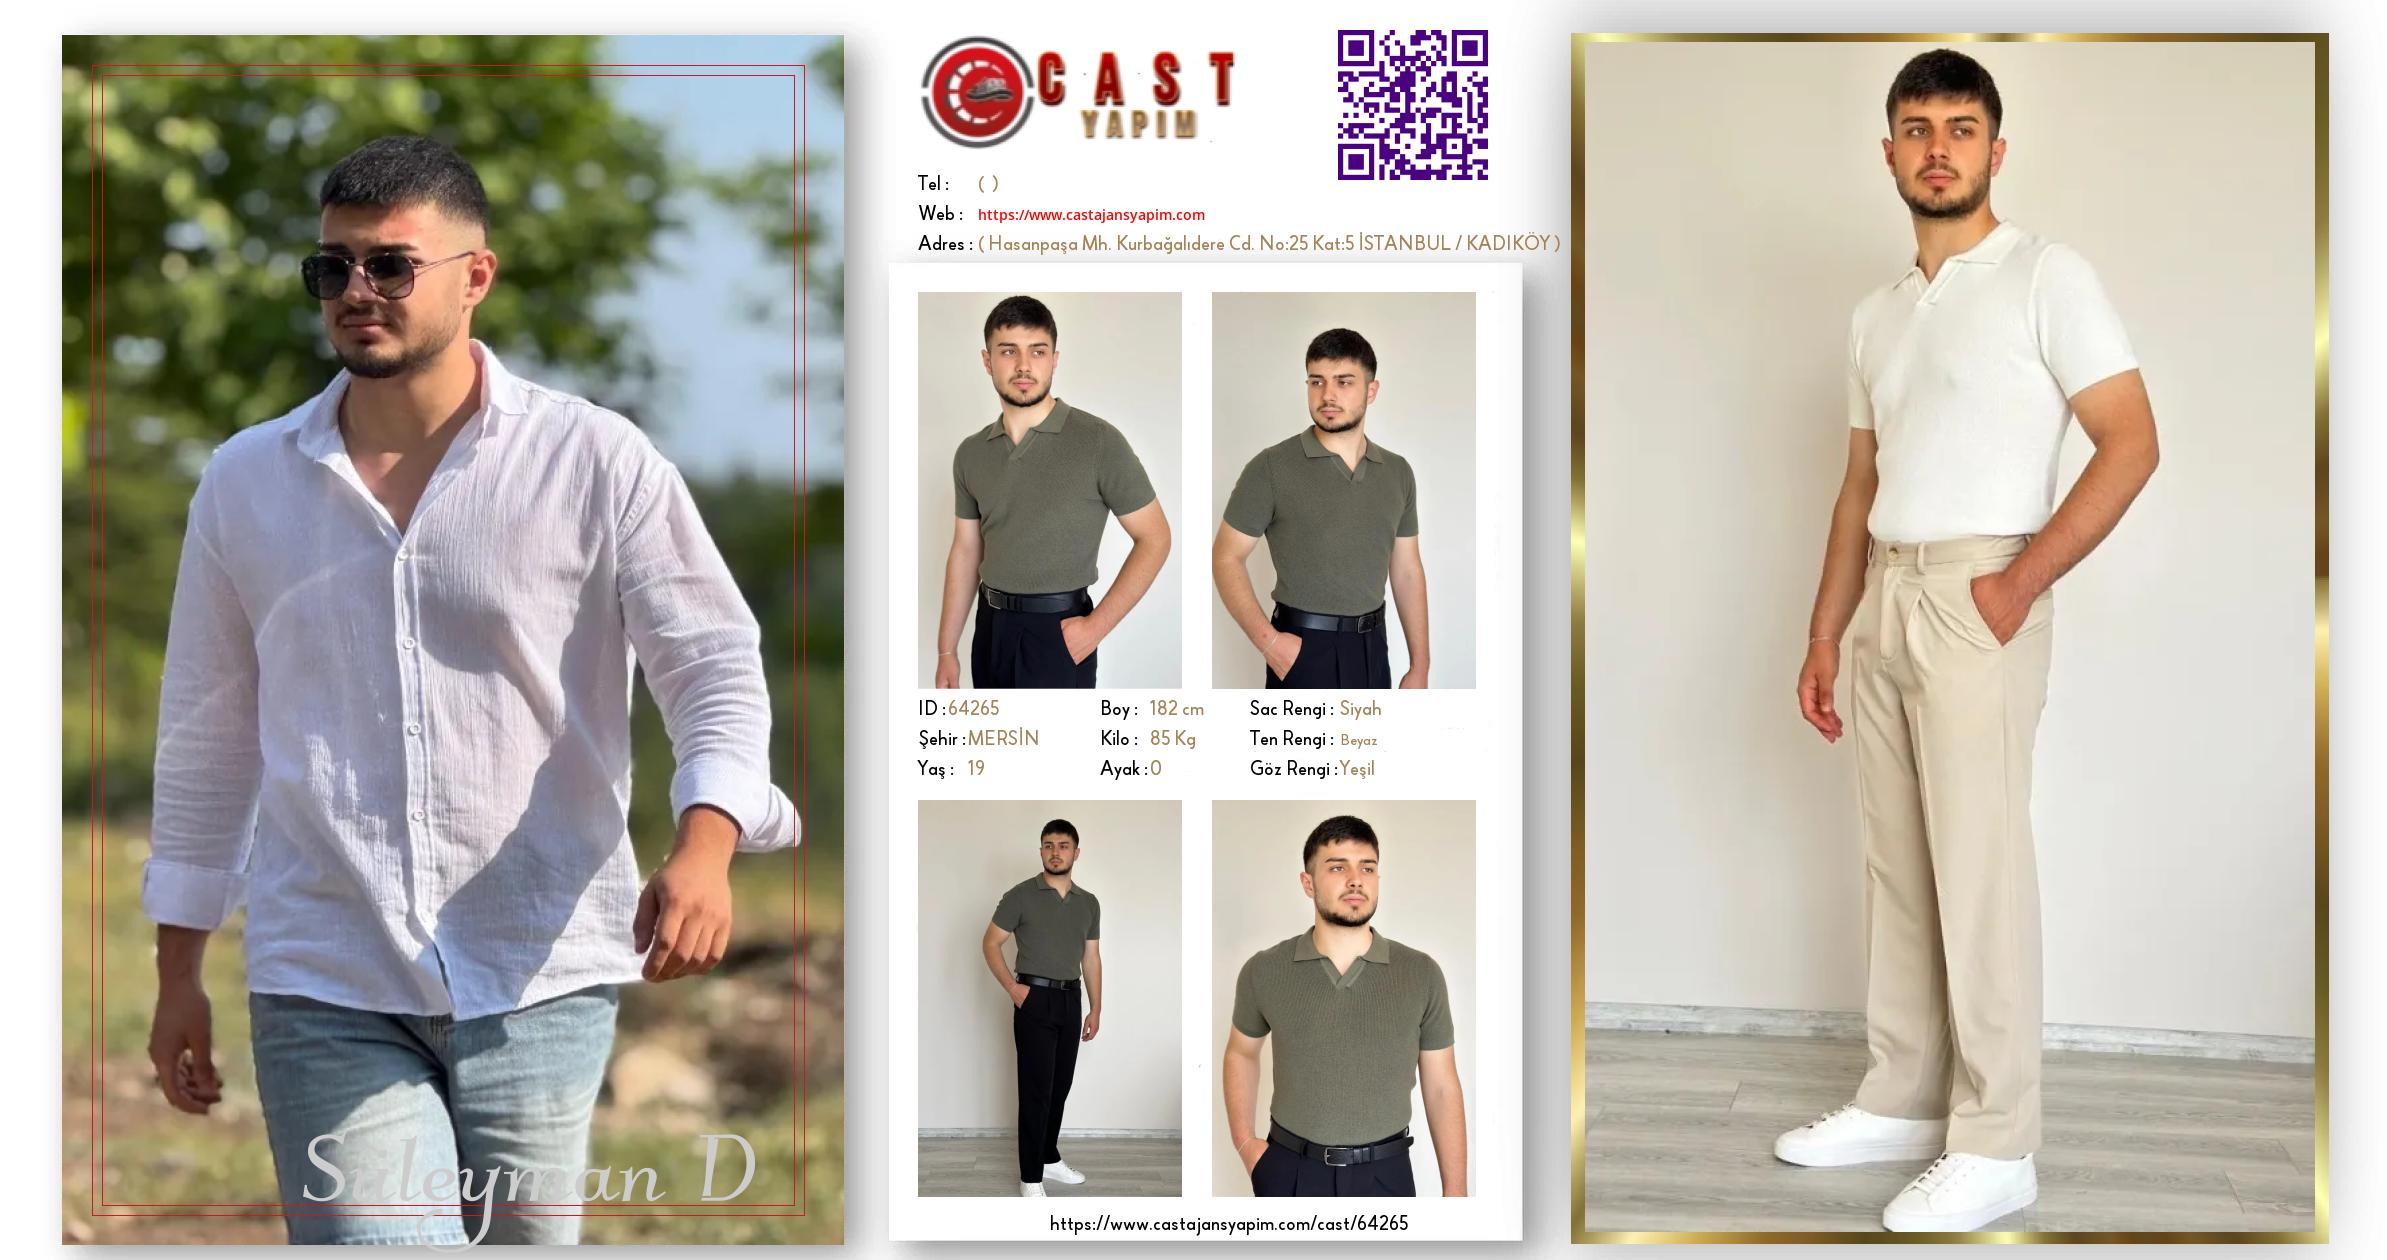 Süleyman D
CAST
YAPIM
Tel : ( )
Web : https://www.castajansyapim.com
Adres : ( Hasanpaşa Mh. Kurbağalıdere Cd. No:25 Kat:5 İSTANBUL / KADIKÖY )
ID : 64265 Boy : 182 cm Sac Rengi : Siyah
Şehir : MERSİN Kilo : 85 Kg Ten Rengi : Beyaz
Yaş : 19 Ayak : 0 Göz Rengi : Yeşil
https://www.castajansyapim.com/cast/64265